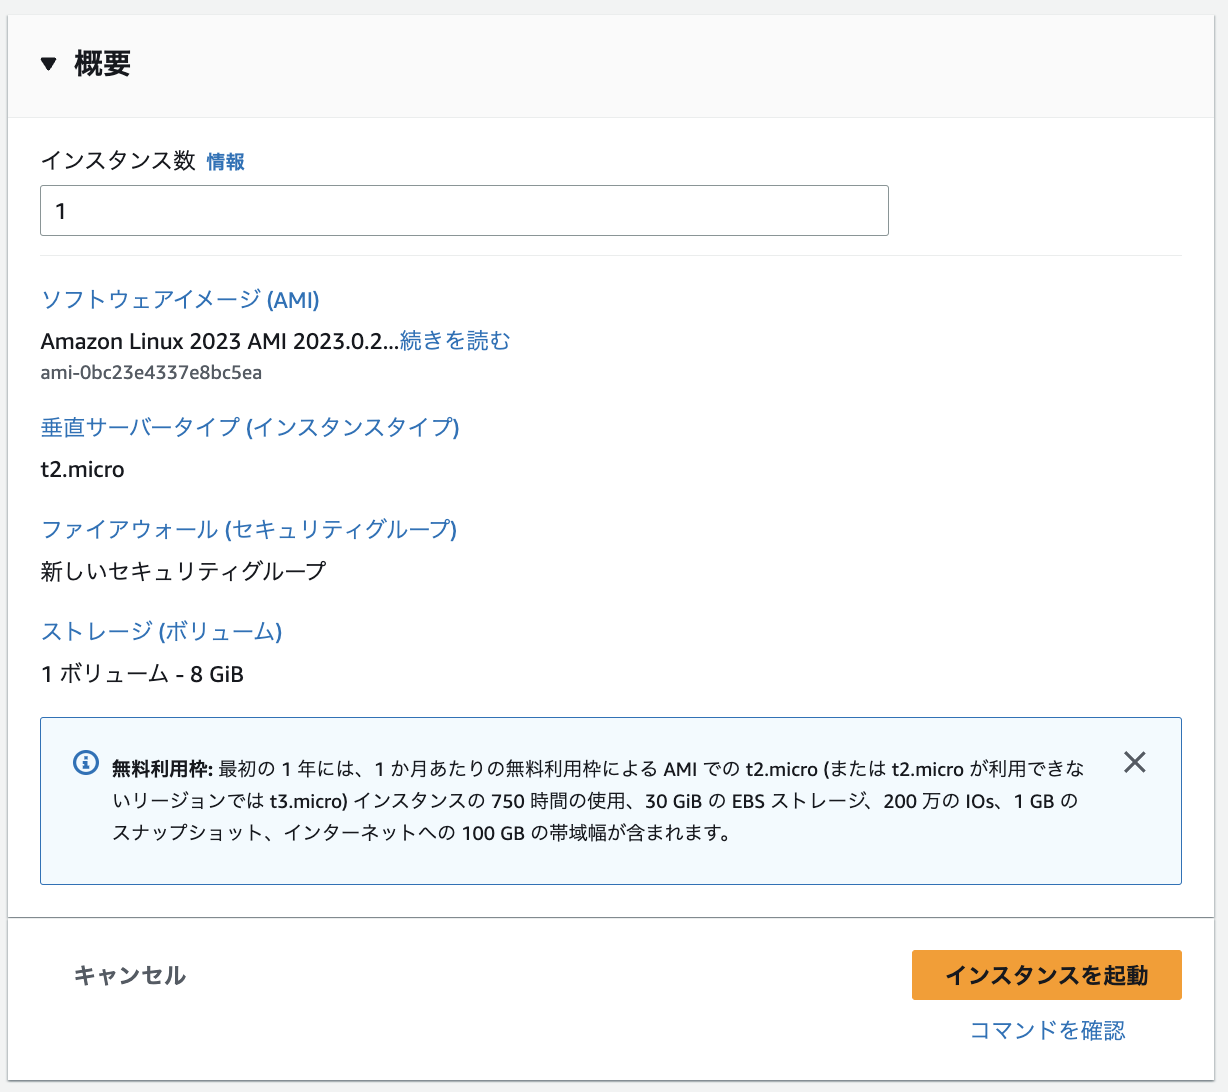 概要
インスタンス数 情報
1
ソフトウェアイメージ (AMI)
Amazon Linux 2023 AMI 2023.0.2...続きを読む
ami-0bc23e4337e8bc5ea
垂直サーバータイプ (インスタンスタイプ)
t2.micro
ファイアウォール (セキュリティグループ)
新しいセキュリティグループ
ストレージ (ボリューム)
1 ボリューム - 8 GiB
無料利用枠: 最初の 1 年には、1 か月あたりの無料利用枠による AMI での t2.micro (または t2.micro が利用できな
いリージョンでは t3.micro) インスタンスの 750 時間の使用、30 GiB の EBS ストレージ、200 万の IOs、1 GB の
スナップショット、インターネットへの 100 GB の帯域幅が含まれます。
キャンセル
インスタンスを起動
コマンドを確認